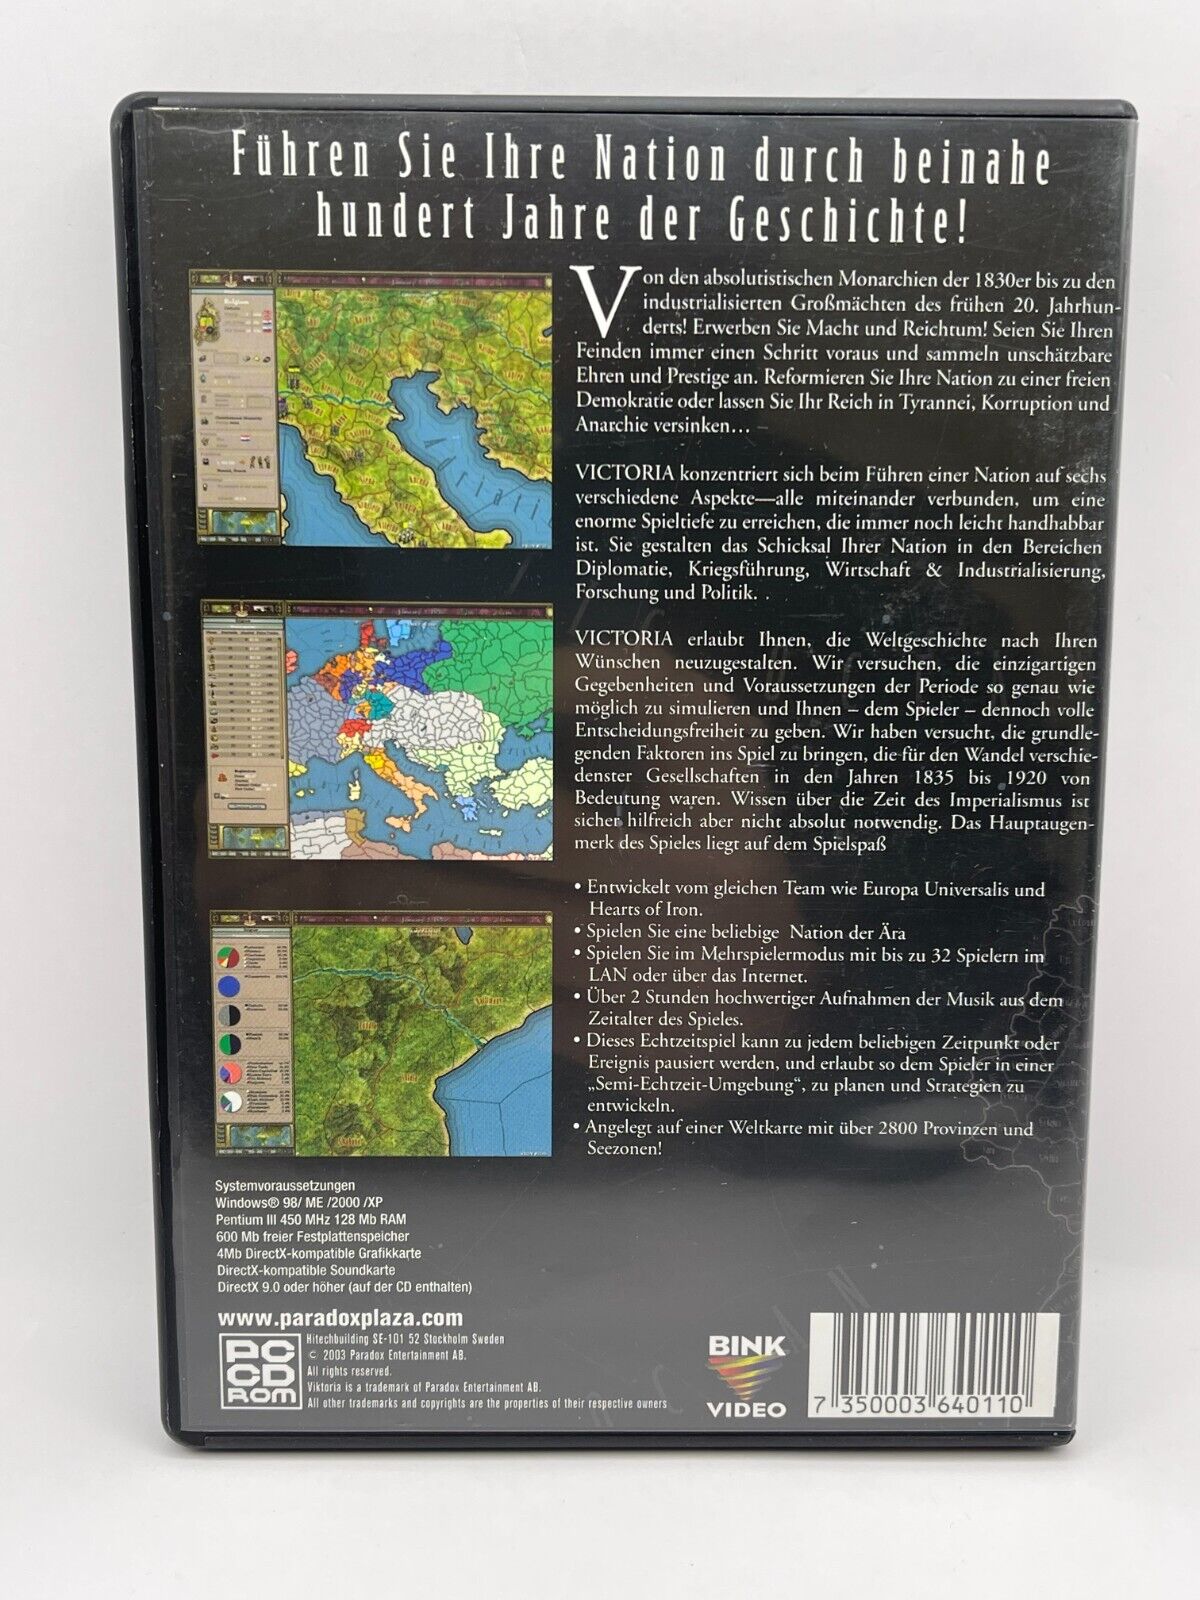 Führen Sie Ihre Nation durch beinahe
hundert Jahre der Geschichte!
Von den absolutistischen Monarchien der 1830er bis zu den
industrialisierten Großmächten des frühen 20. Jahrhun-
derts! Erwerben Sie Macht und Reichtum! Seien Sie Ihren
Feinden immer einen Schritt voraus und sammeln unschätzbare
Ehren und Prestige an. Reformieren Sie Ihre Nation zu einer freien
Demokratie oder lassen Sie Ihr Reich in Tyrannei, Korruption und
Anarchie versinken…
VICTORIA konzentriert sich beim Führen einer Nation auf sechs
verschiedene Aspekte—alle miteinander verbunden, um eine
enorme Spieltiefe zu erreichen, die immer noch leicht handhabbar
ist. Sie gestalten das Schicksal Ihrer Nation in den Bereichen
Diplomatie, Kriegsführung, Wirtschaft & Industrialisierung,
Forschung und Politik.
VICTORIA erlaubt Ihnen, die Weltgeschichte nach Ihren
Wünschen neuzugestalten. Wir versuchen, die einzigartigen
Gegebenheiten und Voraussetzungen der Periode so genau wie
möglich zu simulieren und Ihnen – dem Spieler – dennoch volle
Entscheidungsfreiheit zu geben. Wir haben versucht, die grundle-
genden Faktoren ins Spiel zu bringen, die für den Wandel verschie-
denster Gesellschaften in den Jahren 1835 bis 1920 von
Bedeutung waren. Wissen über die Zeit des Imperialismus ist
sicher hilfreich aber nicht absolut notwendig. Das Hauptaugen-
merk des Spieles liegt auf dem Spielspaß
• Entwickelt vom gleichen Team wie Europa Universalis und
Hearts of Iron.
• Spielen Sie eine beliebige Nation der Ära
• Spielen Sie im Mehrspielermodus mit bis zu 32 Spielern im
LAN oder über das Internet.
• Über 2 Stunden hochwertiger Aufnahmen der Musik aus dem
Zeitalter des Spieles.
• Dieses Echtzeitspiel kann zu jedem beliebigen Zeitpunkt oder
Ereignis pausiert werden, und erlaubt so dem Spieler in einer
„Semi-Echtzeit-Umgebung“, zu planen und Strategien zu
entwickeln.
• Angelegt auf einer Weltkarte mit über 2800 Provinzen und
Seezonen!
Belgium
Adriati
Systemvoraussetzungen
Windows® 98/ ME /2000 /XP
Pentium III 450 MHz 128 Mb RAM
600 Mb freier Festplattenspeicher
4Mb DirectX-kompatible Grafikkarte
DirectX-kompatible Soundkarte
DirectX 9.0 oder höher (auf der CD enthalten)
www.paradoxplaza.com
PC
CD
ROM
Hitechbuilding SE-101 52 Stockholm Sweden
© 2003 Paradox Entertainment AB.
All rights reserved.
Viktoria is a trademark of Paradox Entertainment AB.
All other trademarks and copyrights are the properties of their respective owners
BINK
VIDEO
7 350003 640110